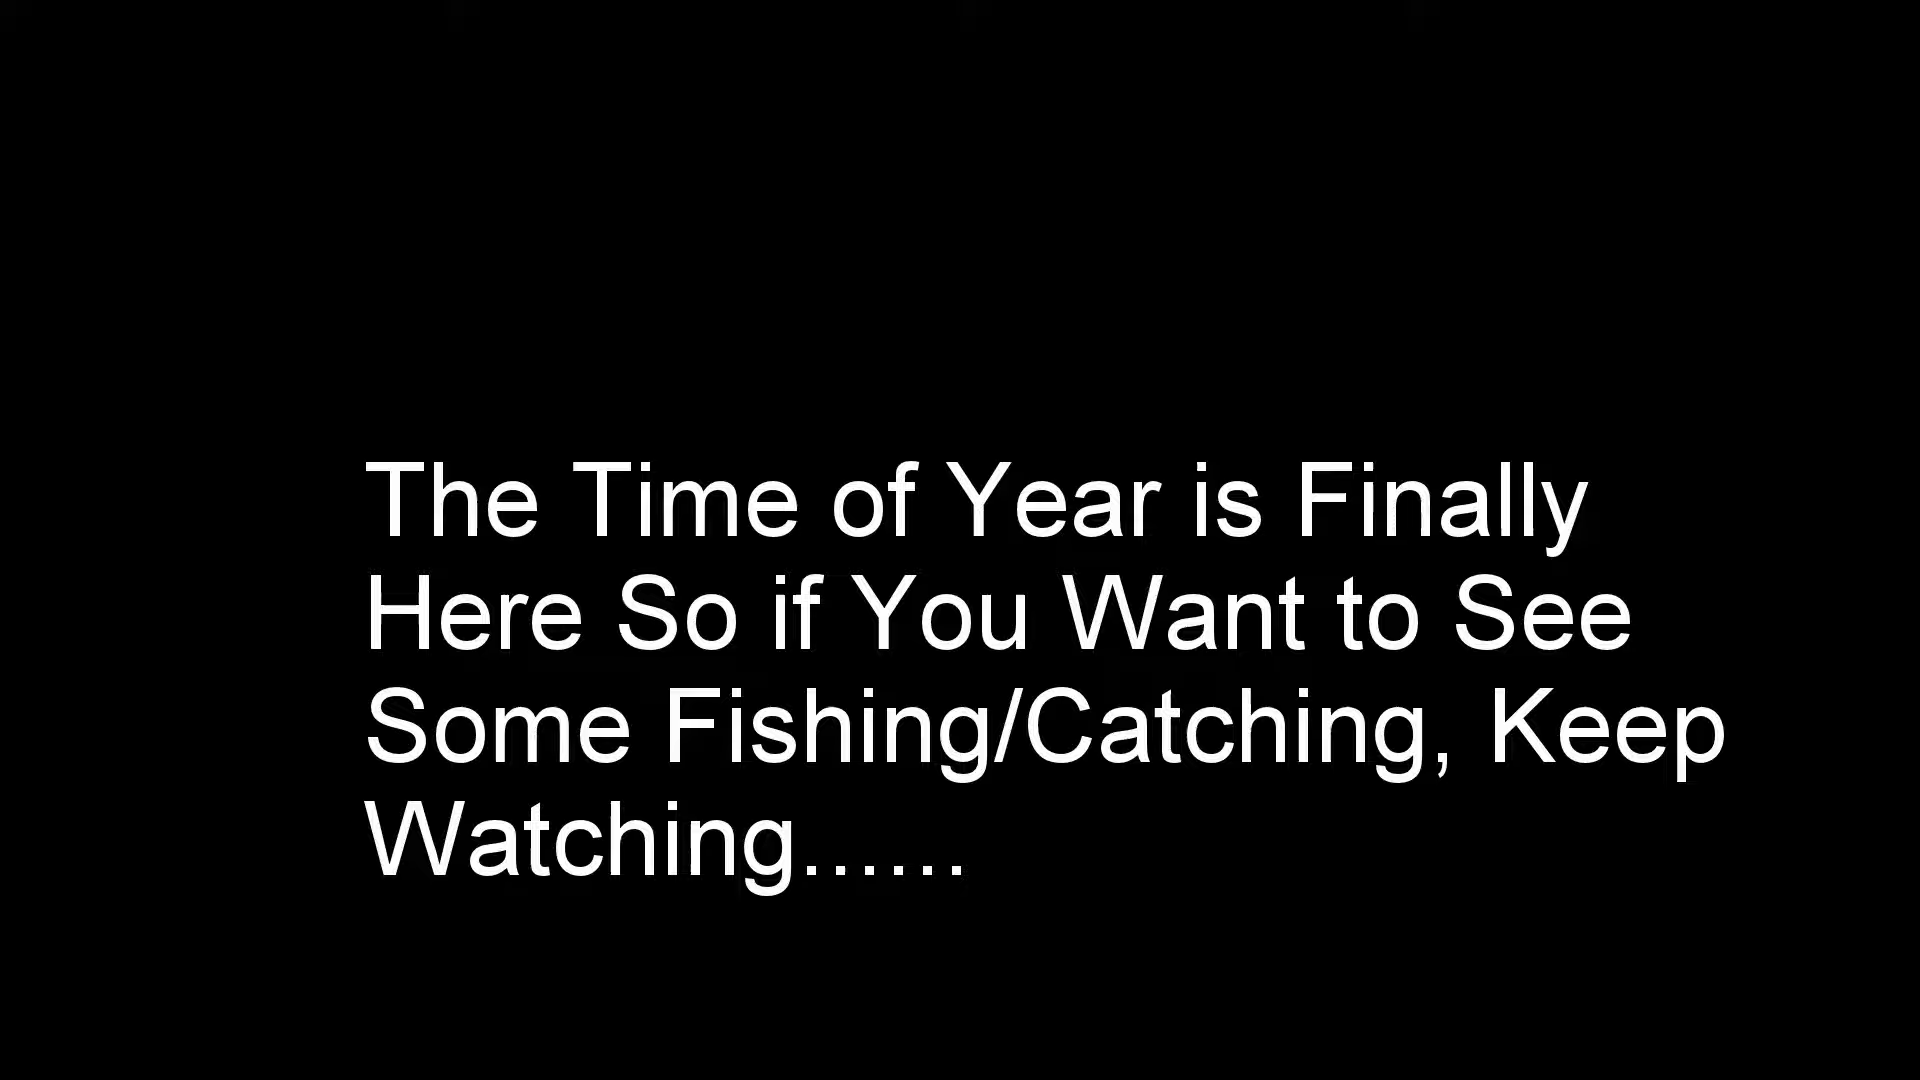 The Time of Year is Finally
Here So if You Want to See
Some Fishing/Catching, Keep
Watching......